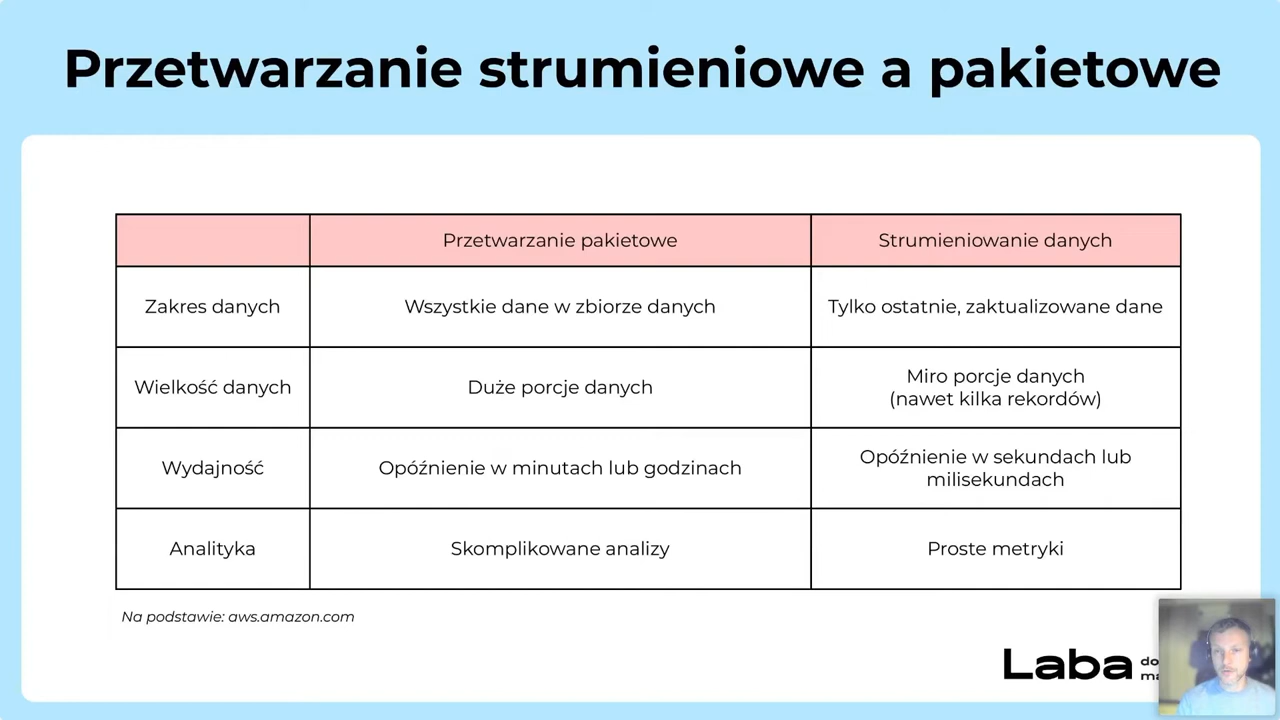 Przetwarzanie strumieniowe a pakietowe
Przetwarzanie pakietowe
Strumieniowanie danych
Zakres danych
Wszystkie dane w zbiorze danych
Tylko ostatnie, zaktualizowane dane
Wielkość danych
Duże porcje danych
Miro porcje danych
(nawet kilka rekordów)
Wydajność
Opóźnienie w minutach lub godzinach
Opóźnienie w sekundach lub
milisekundach
Analityka
Skomplikowane analizy
Proste metryki
Na podstawie: aws.amazon.com
Laba